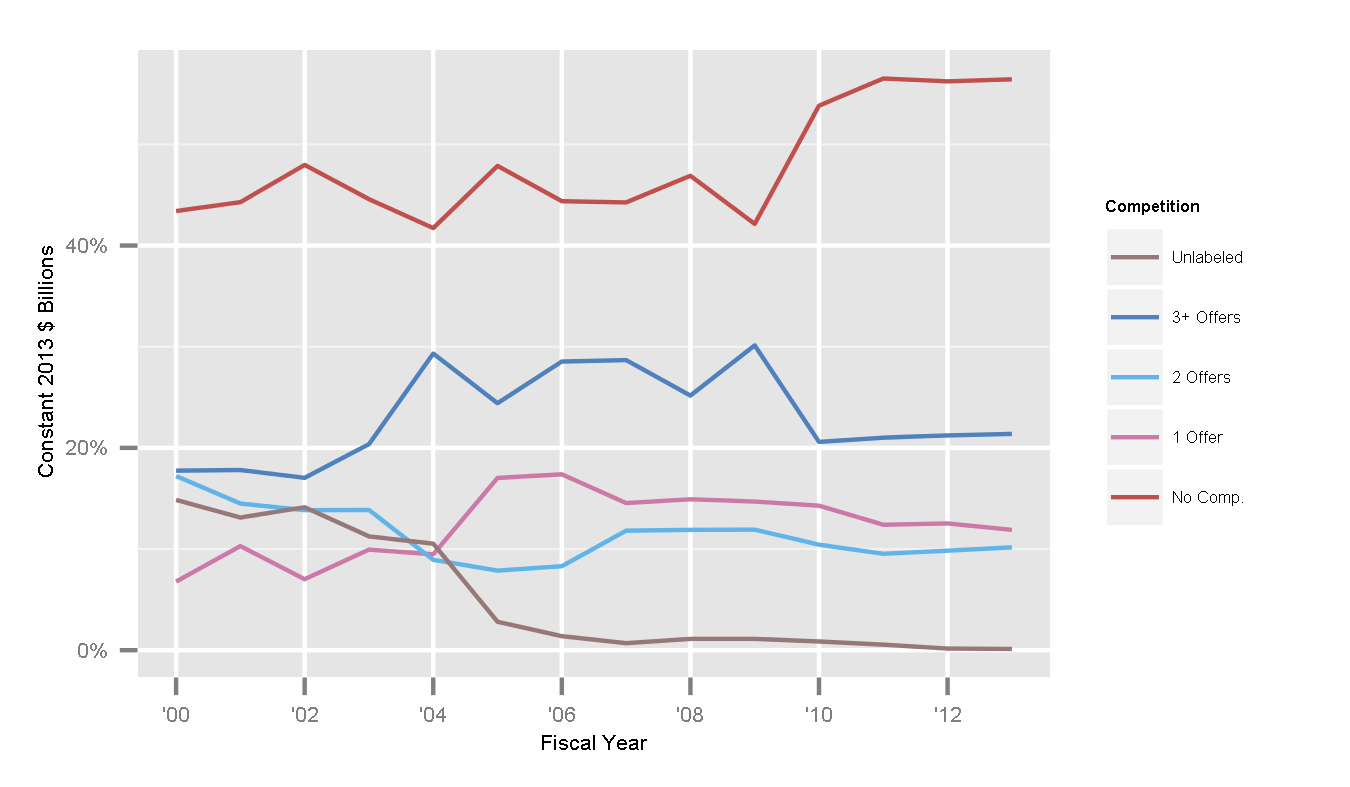 Constant 2013 $ Billions
40%
20%
0%
'00 '02 '04 '06 '08 '10 '12
Fiscal Year
Competition
Unlabeled
3+ Offers
2 Offers
1 Offer
No Comp.